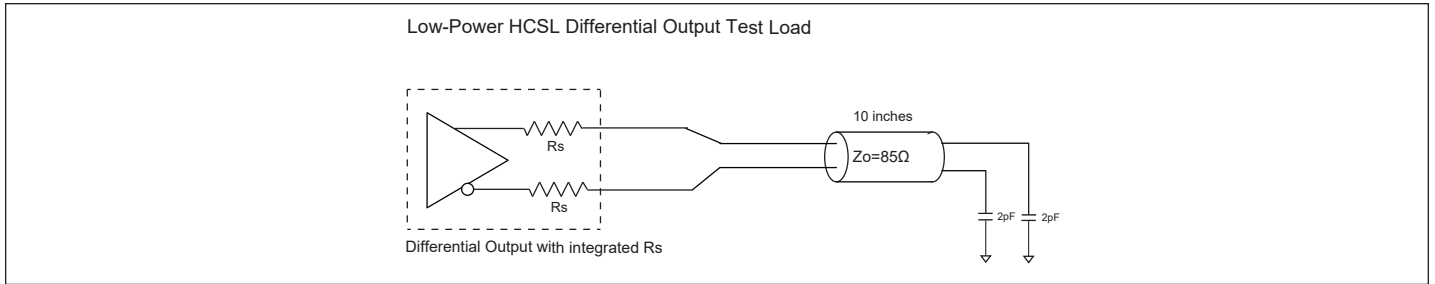 Low-Power HCSL Differential Output Test Load
10 inches
Rs
Zo=85Ω
Rs
2pF
2pF
Differential Output with integrated Rs